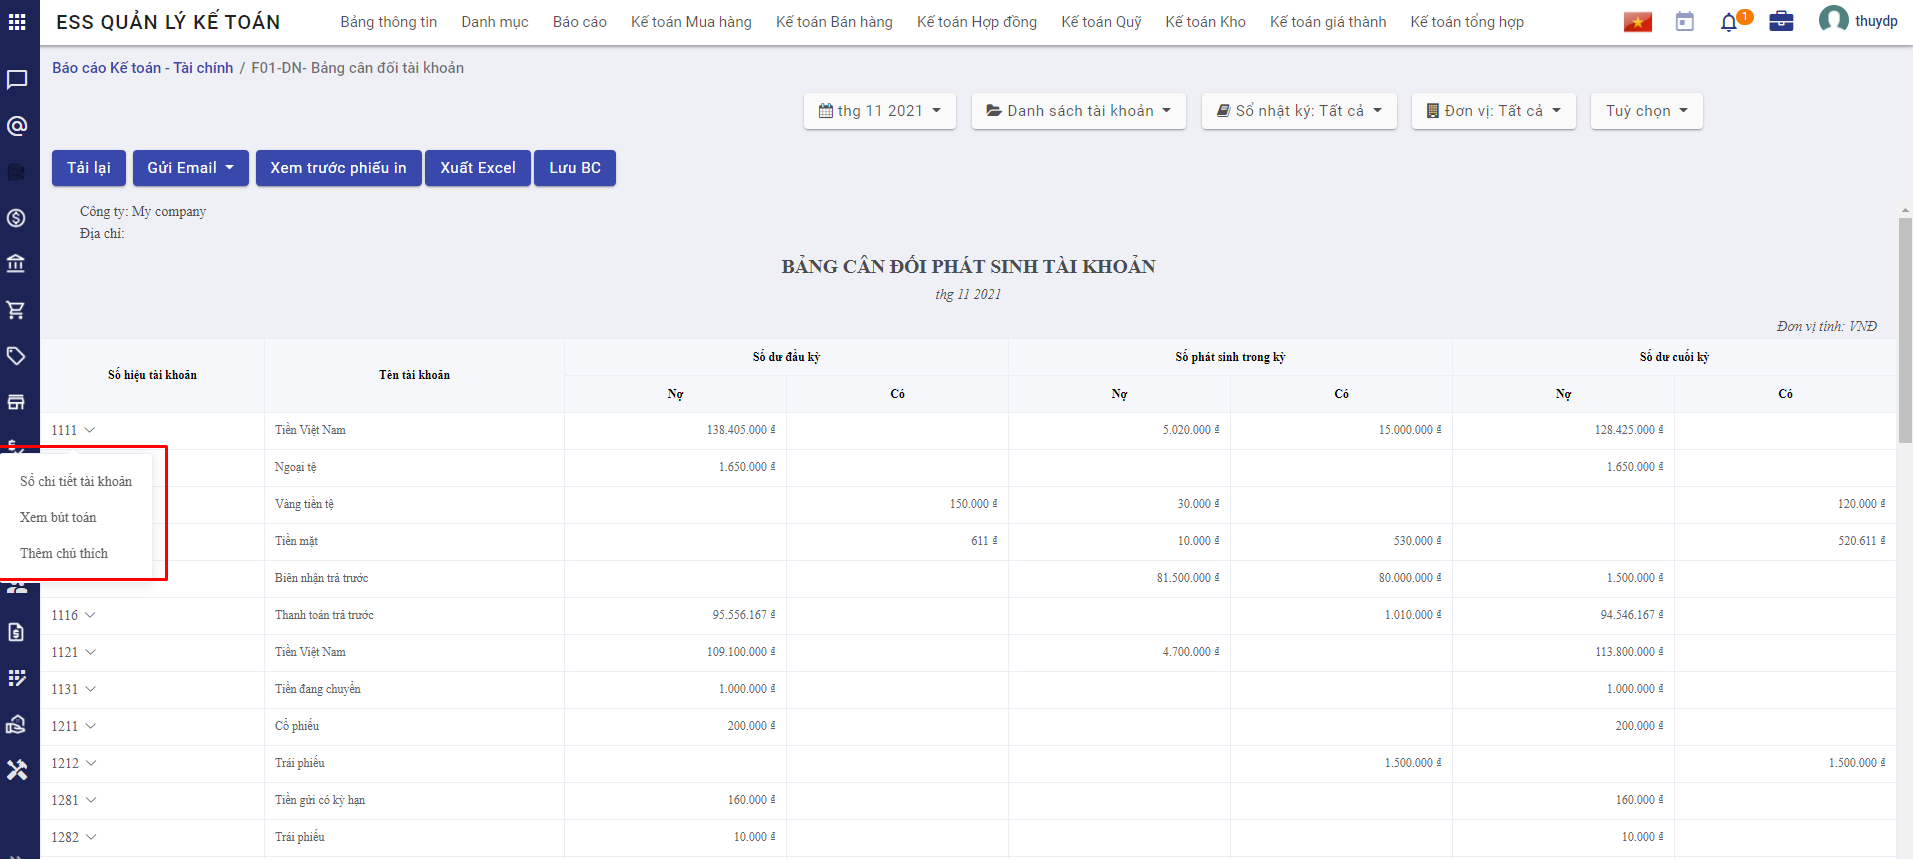 ESS QUẢN LÝ KẾ TOÁN Bảng thông tin Danh mục Báo cáo Kế toán Mua hàng Kế toán Bán hàng Kế toán Hợp đồng Kế toán Quỹ Kế toán Kho Kế toán giá thành Kế toán tổng hợp 1 thuydp
Báo cáo Kế toán - Tài chính / F01-DN- Bảng cân đối tài khoản
thg 11 2021 Danh sách tài khoản Sổ nhật ký: Tất cả Đơn vị: Tất cả Tuỳ chọn
Tải lại Gửi Email Xem trước phiếu in Xuất Excel Lưu BC
Công ty: My company
Địa chỉ:
BẢNG CÂN ĐỐI PHÁT SINH TÀI KHOẢN
thg 11 2021
Đơn vị tính: VNĐ
Số hiệu tài khoản Tên tài khoản Số dư đầu kỳ Số phát sinh trong kỳ Số dư cuối kỳ
Nợ Có Nợ Có Nợ Có
1111 Tiền Việt Nam 138.405.000 ₫ 5.020.000 ₫ 15.000.000 ₫ 128.425.000 ₫
Ngoại tệ 1.650.000 ₫ 1.650.000 ₫
Sổ chi tiết tài khoản
Vàng tiền tệ 150.000 ₫ 30.000 ₫ 120.000 ₫
Xem bút toán
Tiền mặt 611 ₫ 10.000 ₫ 530.000 ₫ 520.611 ₫
Thêm chú thích
Biên nhận trả trước 81.500.000 ₫ 80.000.000 ₫ 1.500.000 ₫
1116 Thanh toán trả trước 95.556.167 ₫ 1.010.000 ₫ 94.546.167 ₫
1121 Tiền Việt Nam 109.100.000 ₫ 4.700.000 ₫ 113.800.000 ₫
1131 Tiền đang chuyển 1.000.000 ₫ 1.000.000 ₫
1211 Cổ phiếu 200.000 ₫ 200.000 ₫
1212 Trái phiếu 1.500.000 ₫ 1.500.000 ₫
1281 Tiền gửi có kỳ hạn 160.000 ₫ 160.000 ₫
1282 Trái phiếu 10.000 ₫ 10.000 ₫